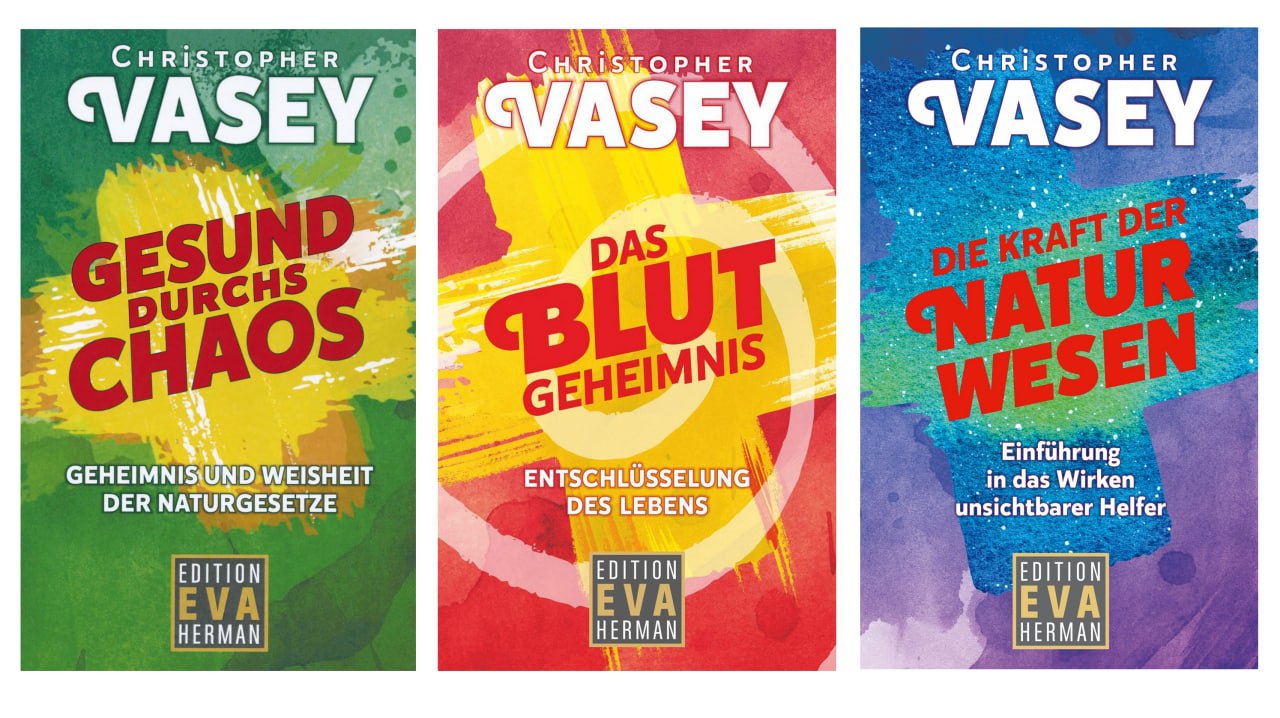 CHRiSTOPHER
VASEY
GESUND
DURCHS
CHAOS
GEHEIMNIS UND WEISHEIT
DER NATURGESETZE
EDITION
EVA
HERMAN
CHRiSTOPHER
VASEY
DAS
BLUT
GEHEIMNIS
ENTSCHLÜSSELUNG
DES LEBENS
EDITION
EVA
HERMAN
CHRiSTOPHER
VASEY
DIE KRAFT DER
NATUR
WESEN
Einführung
in das Wirken
unsichtbarer Helfer
EDITION
EVA
HERMAN